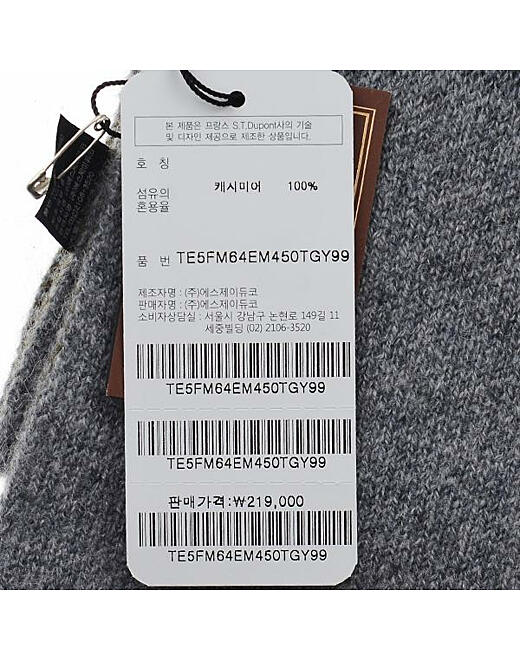 본 제품은 프랑스 S.T.Dupont사의 기술
및 디자인 제공으로 제조한 상품입니다.
호 칭
섬유의 캐시미어 100%
혼용율
품 번 TE5FM64EM450TGY99
제조자명 : (주)에스제이듀코
판매자명 : (주)에스제이듀코
소비자상담실 : 서울시 강남구 논현로 149길 11
세중빌딩 (02) 2106-3520
TE5FM64EM450TGY99
TE5FM64EM450TGY99
판매가격:₩219,000
TE5FM64EM450TGY99